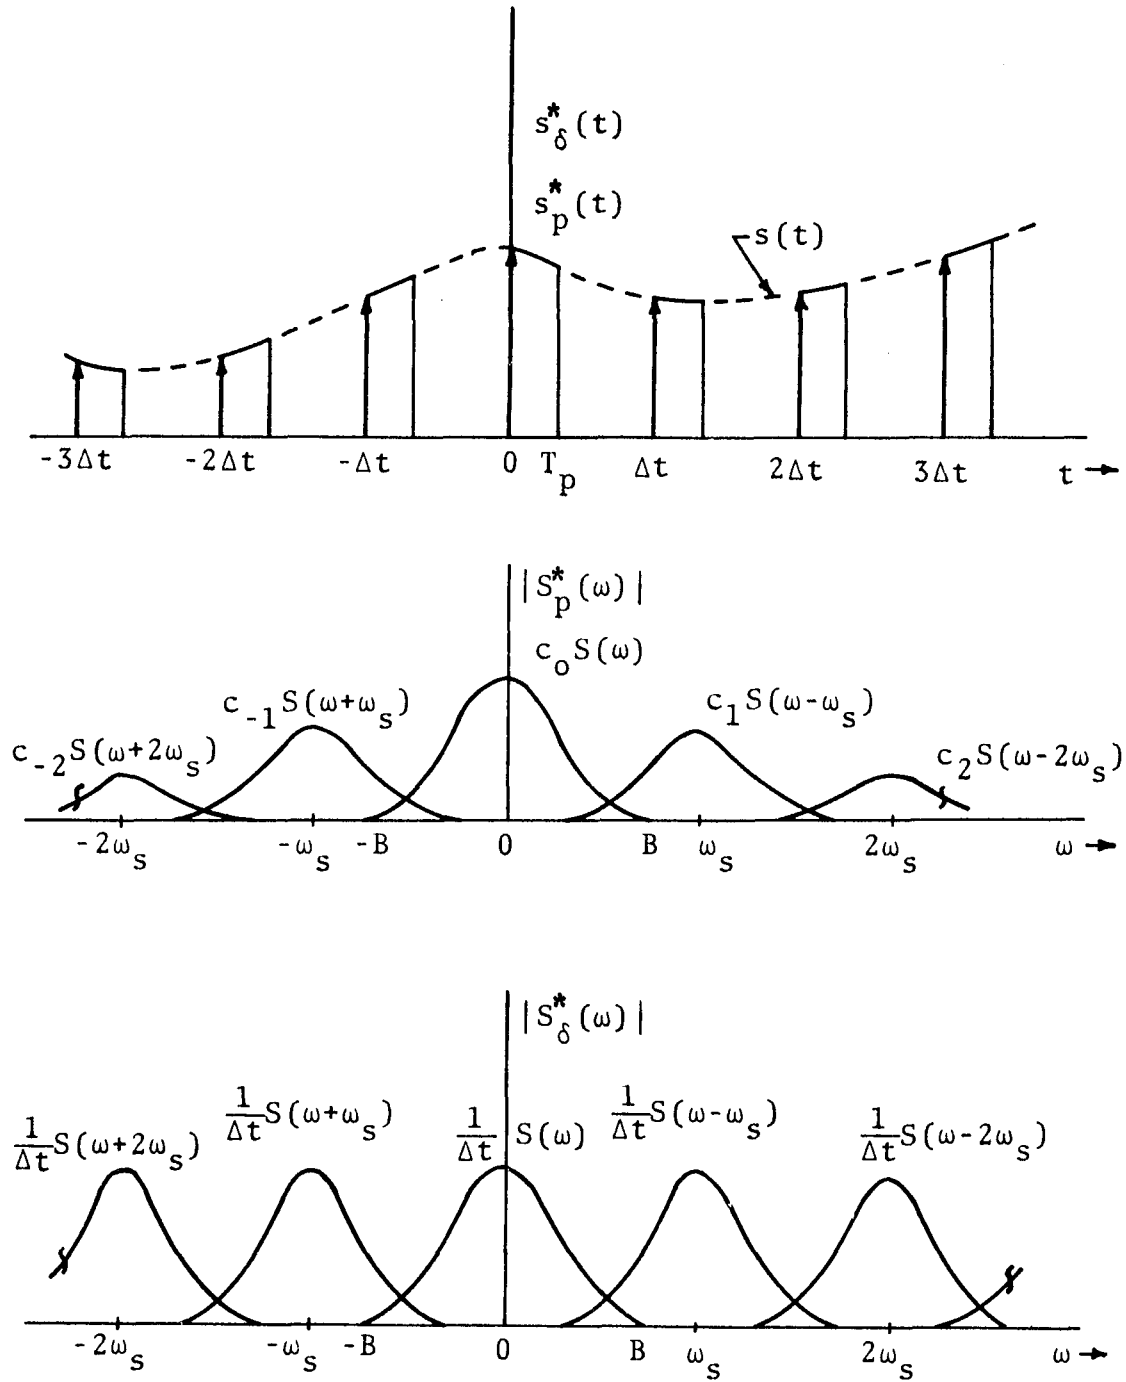 s*δ(t)
s*p(t)
s(t)
-3Δt -2Δt -Δt 0 Tp Δt 2Δt 3Δt t
|S*p(ω)|
c₀S(ω)
c₋₁S(ω+ωs) c₁S(ω-ωs)
c₋₂S(ω+2ωs) c₂S(ω-2ωs)
-2ωs -ωs -B 0 B ωs 2ωs ω
|S*δ(ω)|
1/Δt S(ω+2ωs) 1/Δt S(ω+ωs) 1/Δt S(ω) 1/Δt S(ω-ωs) 1/Δt S(ω-2ωs)
-2ωs -ωs -B 0 B ωs 2ωs ω